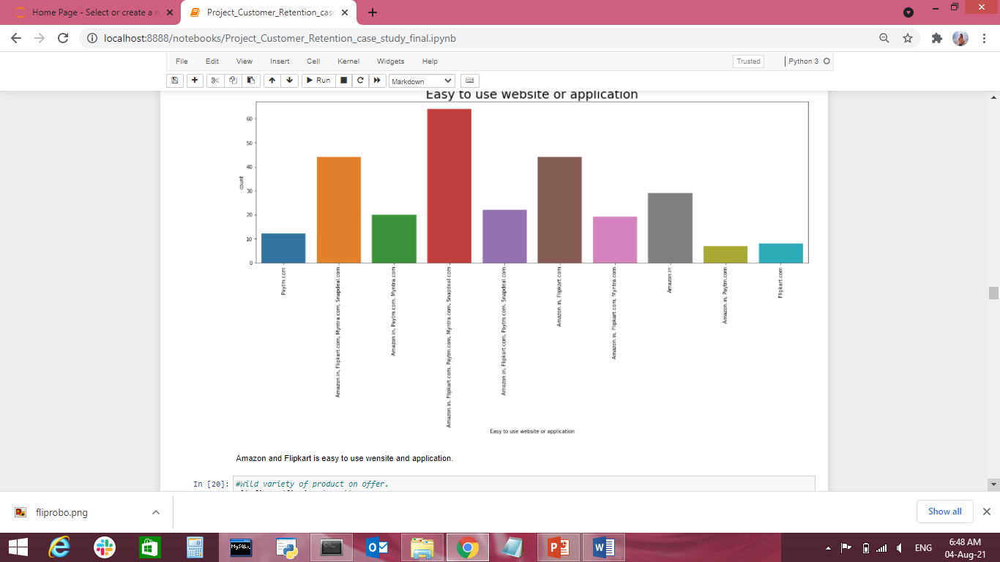 Home Page - Select or create a n
Project_Customer_Retention_case
localhost:8888/notebooks/Project_Customer_Retention_case_study_final.ipynb
File Edit View Insert Cell Kernel Widgets Help Trusted Python 3
Run Markdown
Easy to use website or application
count
60
50
40
30
20
10
0
Paytm.com
Amazon.in, Flipkart.com, Myntra.com, Snapdeal.com
Amazon.in, Paytm.com, Myntra.com
Amazon.in, Flipkart.com, Paytm.com, Myntra.com, Snapdeal.com
Amazon.in, Flipkart.com, Paytm.com, Snapdeal.com
Amazon.in, Flipkart.com
Amazon.in, Flipkart.com, Myntra.com
Amazon.in
Amazon.in, Paytm.com
Flipkart.com
Easy to use website or application
Amazon and Flipkart is easy to use wensite and application.
In [20]: #Wild variety of product on offer.
fliprobo.png
Show all
MySQL
C:\_
ENG
6:48 AM
04-Aug-21